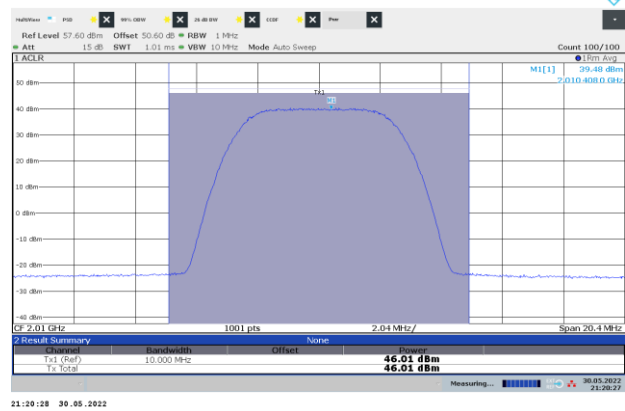 MultiView PSD 99% OBW 26 dB BW CCDF Pwr
Ref Level 57.60 dBm Offset 50.60 dB RBW 1 MHz
Att 15 dB SWT 1.01 ms VBW 10 MHz Mode Auto Sweep Count 100/100
1 ACLR 1Rm Avg
M1[1] 39.48 dBm
2.010 408 0 GHz
50 dBm
Tx1
M1
40 dBm
30 dBm
20 dBm
10 dBm
0 dBm
-10 dBm
-20 dBm
-30 dBm
-40 dBm
CF 2.01 GHz 1001 pts 2.04 MHz/ Span 20.4 MHz
2 Result Summary None
Channel Bandwidth Offset Power
Tx1 (Ref) 10.000 MHz 46.01 dBm
Tx Total 46.01 dBm
Measuring... 30.05.2022
21:20:27
21:20:28 30.05.2022